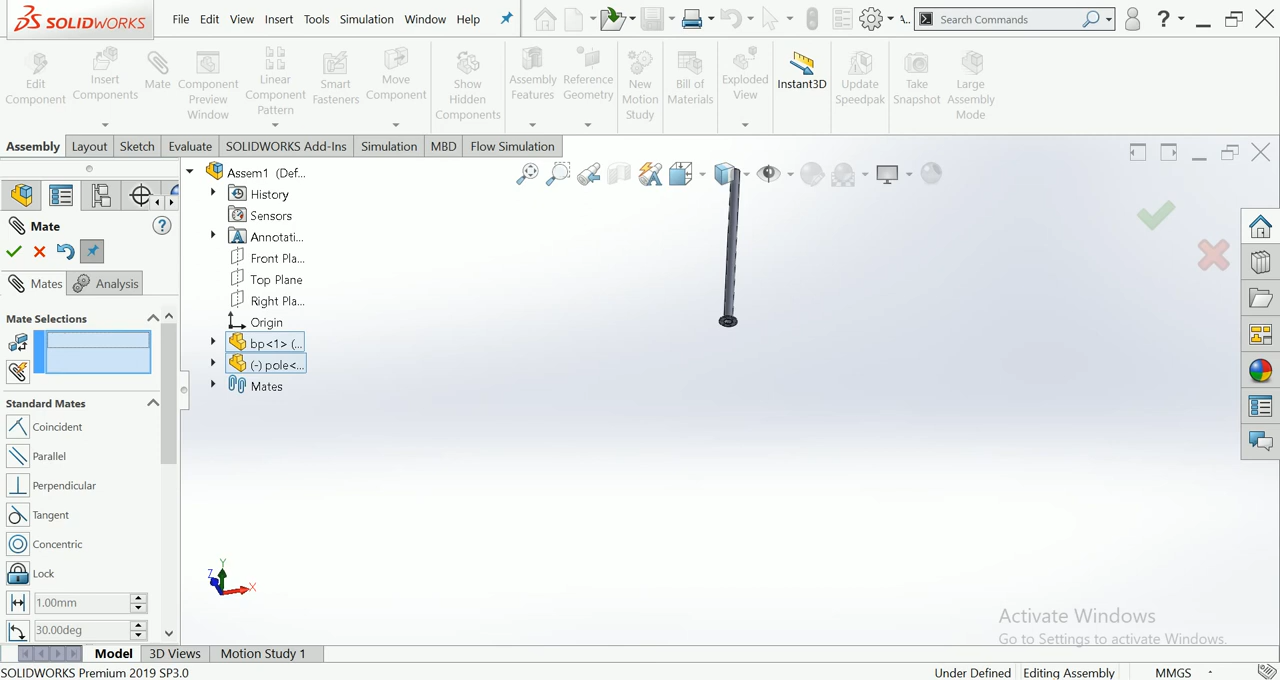 SOLIDWORKS
File Edit View Insert Tools Simulation Window Help
A... Search Commands
Edit Component
Insert Components
Mate
Component Preview Window
Linear Component Pattern
Smart Fasteners
Move Component
Show Hidden Components
Assembly Features
Reference Geometry
New Motion Study
Bill of Materials
Exploded View
Instant3D
Update Speedpak
Take Snapshot
Large Assembly Mode
Assembly Layout Sketch Evaluate SOLIDWORKS Add-Ins Simulation MBD Flow Simulation
Assem1 (Def...
History
Sensors
Annotati...
Front Pla...
Top Plane
Right Pla...
Origin
bp<1> (...
(-) pole<...
Mates
Mate
Mates Analysis
Mate Selections
Standard Mates
Coincident
Parallel
Perpendicular
Tangent
Concentric
Lock
1.00mm
30.00deg
Y
Z
X
Activate Windows
Go to Settings to activate Windows.
Model 3D Views Motion Study 1
SOLIDWORKS Premium 2019 SP3.0
Under Defined Editing Assembly MMGS